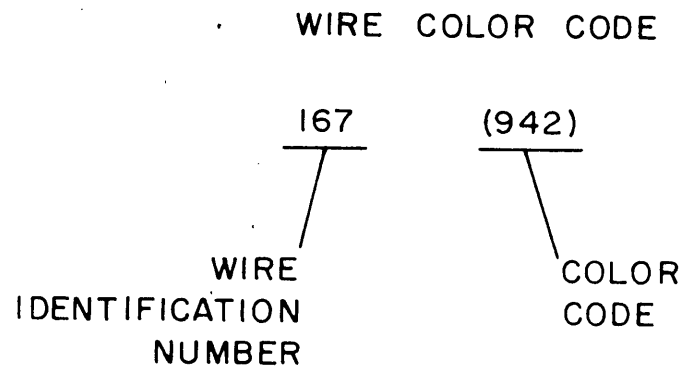 WIRE COLOR CODE
167 (942)
WIRE
IDENTIFICATION
NUMBER
COLOR
CODE